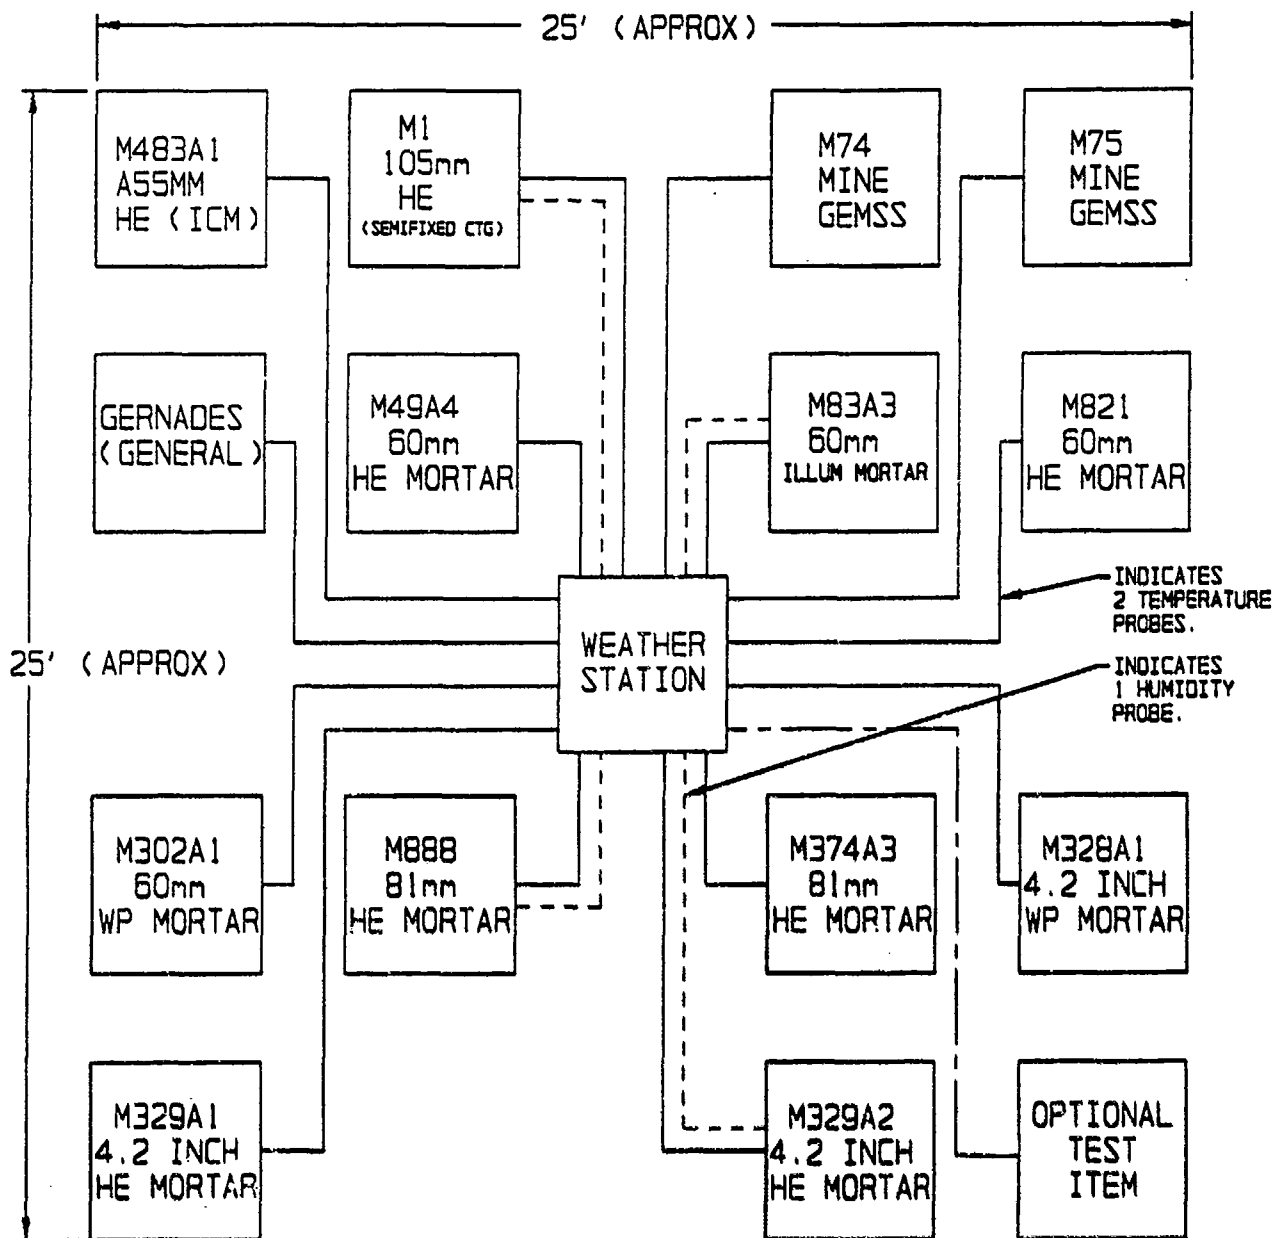 25' (APPROX)
M483A1
A55MM
HE (ICM)
M1
105mm
HE
(SEMIFIXED CTG)
M74
MINE
GEMSS
M75
MINE
GEMSS
GERNADES
(GENERAL)
M49A4
60mm
HE MORTAR
M83A3
60mm
ILLUM MORTAR
M821
60mm
HE MORTAR
INDICATES
2 TEMPERATURE
PROBES.
25' (APPROX)
WEATHER
STATION
INDICATES
1 HUMIDITY
PROBE.
M302A1
60mm
WP MORTAR
M888
81mm
HE MORTAR
M374A3
81mm
HE MORTAR
M328A1
4.2 INCH
WP MORTAR
M329A1
4.2 INCH
HE MORTAR
M329A2
4.2 INCH
HE MORTAR
OPTIONAL
TEST
ITEM